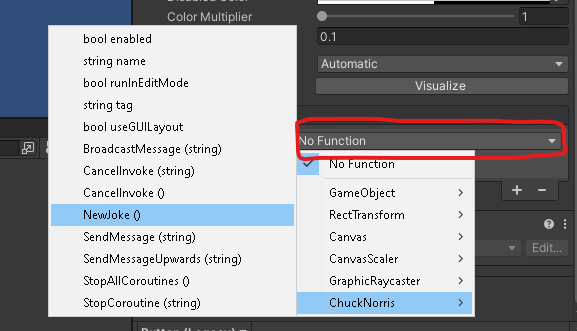 Color Multiplier
1
0.1
Automatic
Visualize
No Function
No Function
GameObject
RectTransform
Canvas
CanvasScaler
GraphicRaycaster
ChuckNorris
bool enabled
string name
bool runInEditMode
string tag
bool useGUILayout
BroadcastMessage (string)
CancelInvoke (string)
CancelInvoke ()
NewJoke ()
SendMessage (string)
SendMessageUpwards (string)
StopAllCoroutines ()
StopCoroutine (string)
Edit...